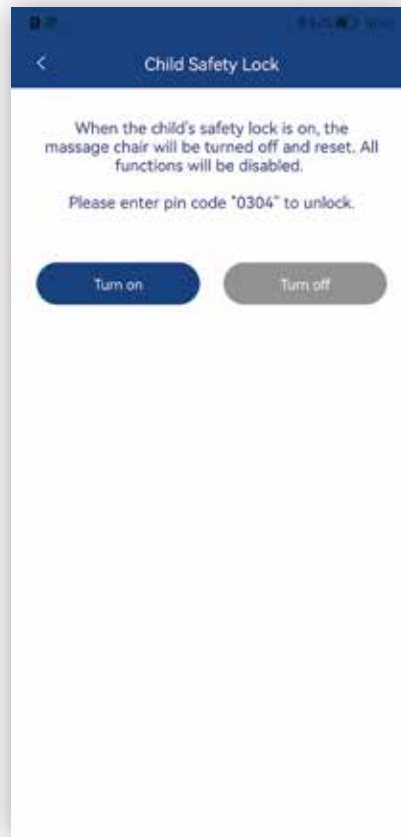 Child Safety Lock
When the child's safety lock is on, the
massage chair will be turned off and reset. All
functions will be disabled.
Please enter pin code "0304" to unlock.
Turn on
Turn off